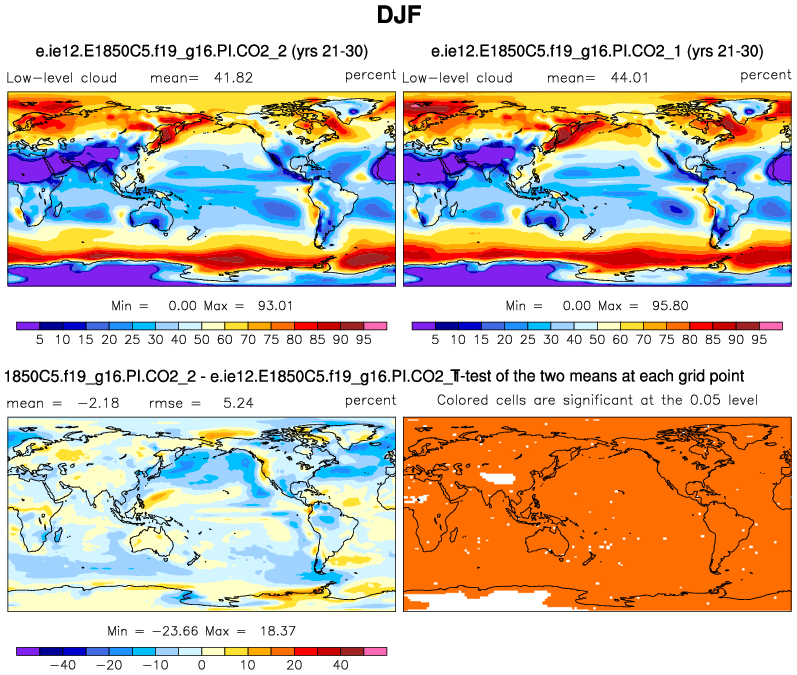 DJF
e.ie12.E1850C5.f19_g16.PI.CO2_2 (yrs 21-30)
e.ie12.E1850C5.f19_g16.PI.CO2_1 (yrs 21-30)
Low-level cloud mean= 41.82 percent
Low-level cloud mean= 44.01 percent
Min = 0.00 Max = 93.01
Min = 0.00 Max = 95.80
5 10 15 20 25 30 40 50 60 70 75 80 85 90 95
5 10 15 20 25 30 40 50 60 70 75 80 85 90 95
1850C5.f19_g16.PI.CO2_2 - e.ie12.E1850C5.f19_g16.PI.CO2_1
T-test of the two means at each grid point
mean = -2.18 rmse = 5.24 percent
Colored cells are significant at the 0.05 level
Min = -23.66 Max = 18.37
-40 -20 -10 0 10 20 40